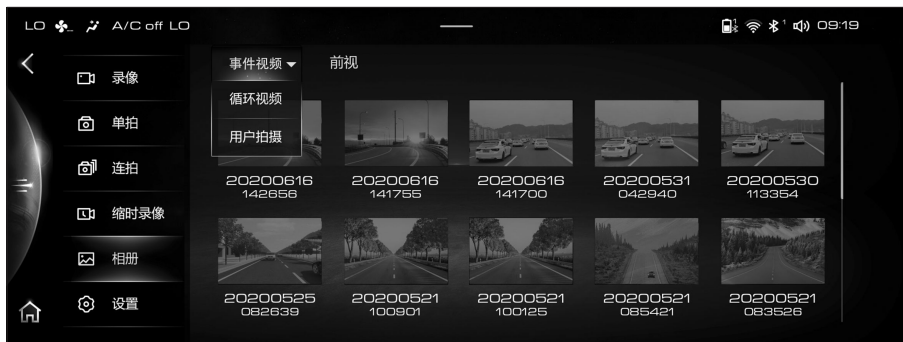 LO A/C off LO 1 1 09:19
事件视频 前视
录像
循环视频
单拍
用户拍摄
连拍
20200616 20200616 20200616 20200531 20200530
142656 141755 141700 042940 113354
缩时录像
相册
设置
20200525 20200521 20200521 20200521 20200521
082639 100901 100125 085421 083526